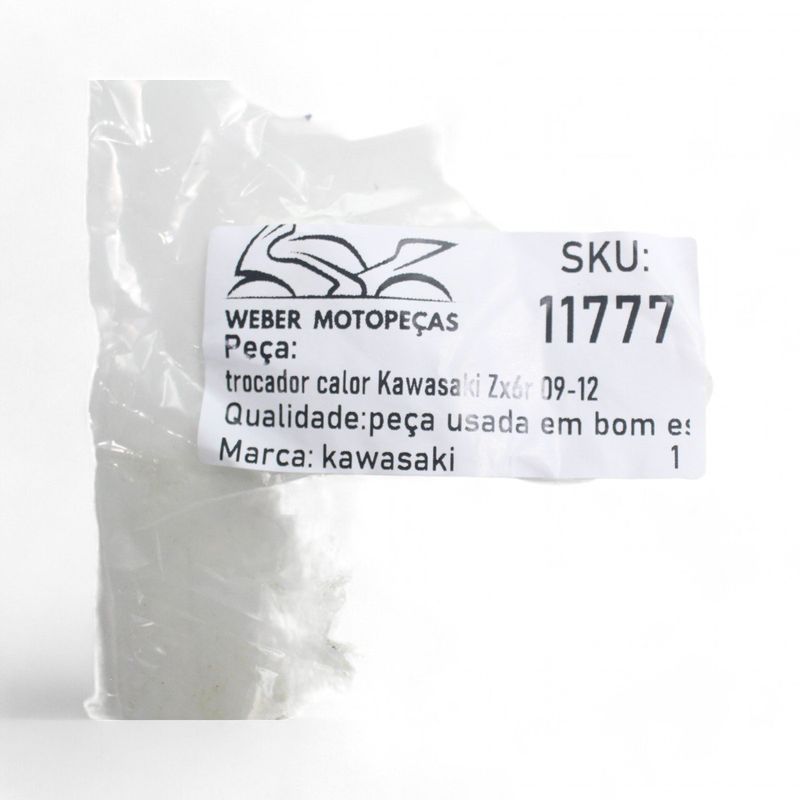 SKU:
11777
WEBER MOTOPEÇAS
Peça:
trocador calor Kawasaki Zx6r 09-12
Qualidade:peça usada em bom es
Marca: kawasaki 1